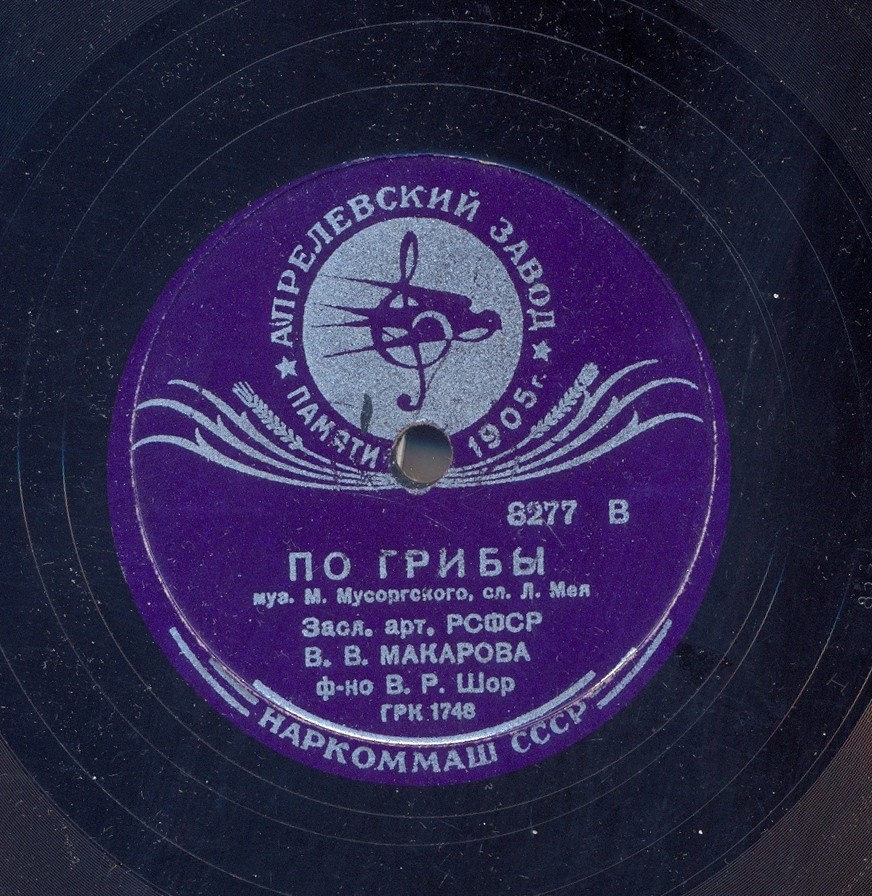 АПРЕЛЕВСКИЙ ЗАВОД
ПАМЯТИ 1905 г.
8277 В
ПО ГРИБЫ
муз. М. Мусоргского, сл. Л. Мея
Засл. арт. РСФСР
В. В. МАКАРОВА
ф-но В. Р. Шор
ГРК 1748
НАРКОММАШ СССР